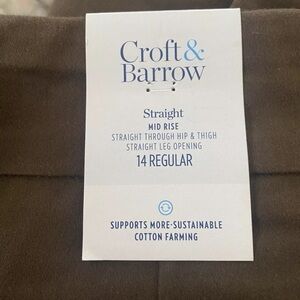 Croft&
Barrow
Straight
MID RISE
STRAIGHT THROUGH HIP & THIGH
STRAIGHT LEG OPENING
14 REGULAR
SUPPORTS MORE-SUSTAINABLE
COTTON FARMING